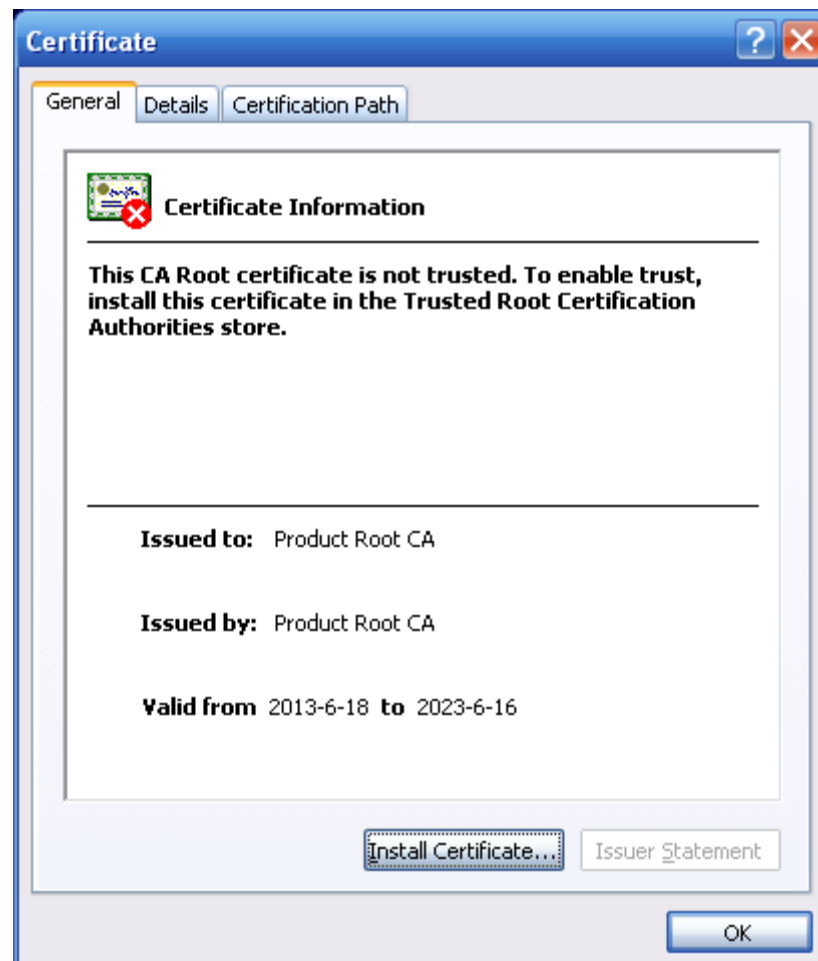 Certificate
General Details Certification Path
Certificate Information
This CA Root certificate is not trusted. To enable trust,
install this certificate in the Trusted Root Certification
Authorities store.
Issued to: Product Root CA
Issued by: Product Root CA
Valid from 2013-6-18 to 2023-6-16
Install Certificate... Issuer Statement
OK